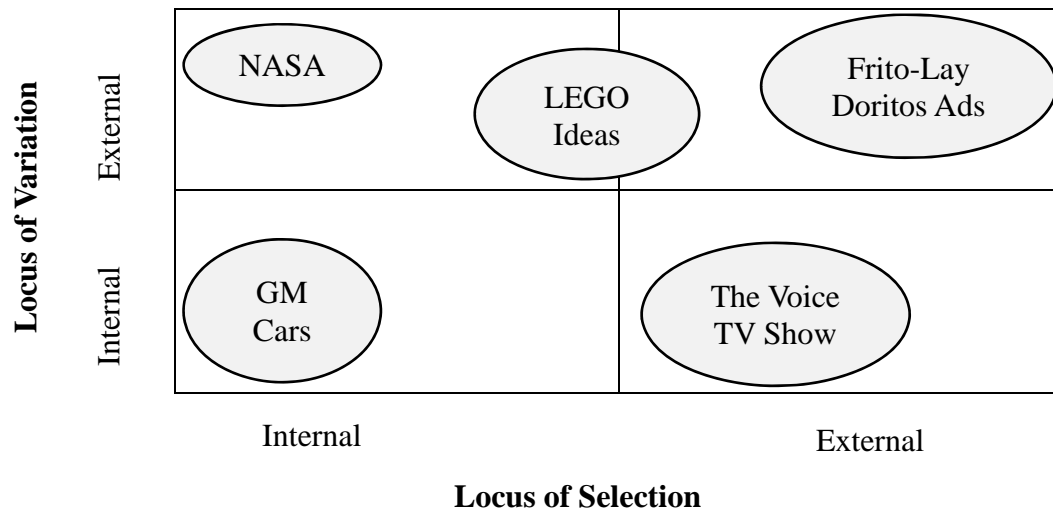 Locus of Variation
External
Internal
NASA
LEGO
Ideas
Frito-Lay
Doritos Ads
GM
Cars
The Voice
TV Show
Internal
External
Locus of Selection